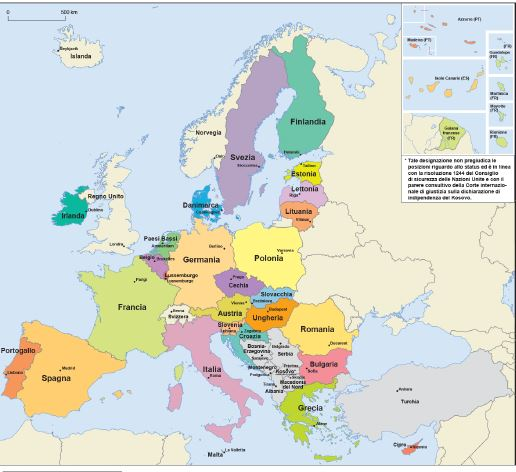 0 500 km
Reykjavik
Islanda
Azzorre (PT)
Madeira (PT)
(FR)
Guadalupa
(FR)
Isole Canarie (ES)
Martinica
(FR)
Mayotte
(FR)
Guiana
francese
(FR)
Riunione
(FR)
* Tale designazione non pregiudica le
posizioni riguardo allo status ed è in linea
con la risoluzione 1244 del Consiglio
di sicurezza delle Nazioni Unite e con il
parere consultivo della Corte internazio-
nale di giustizia sulla dichiarazione di
indipendenza del Kosovo.
Norvegia
Oslo
Svezia
Stoccolma
Finlandia
Helsinki
Tallinn
Estonia
Lettonia
Riga
Lituania
Vilnius
Regno Unito
Dublino
Irlanda
Londra
Danimarca
Copenaghen
Paesi Bassi
Amsterdam
Belgio
Bruxelles
Lussemburgo
Lussemburgo
Berlino
Germania
Varsavia
Polonia
Praga
Cechia
Slovacchia
Bratislava
Parigi
Francia
Berna
Svizzera
Vienna
Austria
Budapest
Ungheria
Slovenia
Lubiana
Zagabria
Croazia
Romania
Bucarest
Bosnia-
Erzegovina
Sarajevo
Belgrado
Serbia
Montenegro
Podgorica
Pristina
Kosovo*
Bulgaria
Sofia
Skopje
Macedonia
del Nord
Tirana
Albania
Portogallo
Lisbona
Madrid
Spagna
Italia
Roma
Grecia
Atene
Ankara
Turchia
Malta
La Valletta
Cipro
Nicosia